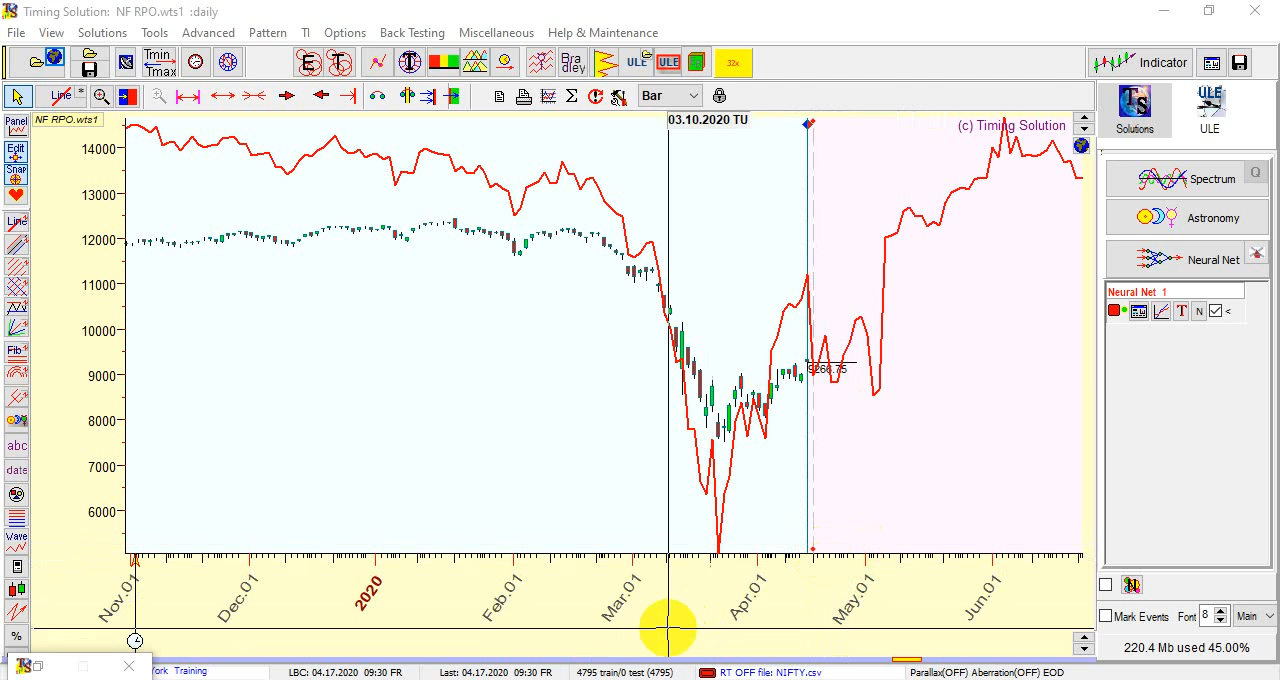 Timing Solution: NF RPO.wts1 :daily
File View Solutions Tools Advanced Pattern TI Options Back Testing Miscellaneous Help & Maintenance
Tmin
Tmax
E
T
T
ULE
ULE
Bra
dley
32x
Indicator
Line
Bar
Σ
TS
Solutions
ULE
ULE
NF RPO.wts1
03.10.2020 TU
(c) Timing Solution
Panel
Edit
Snap
Line
Fib
abc
date
Wave
%
14000
13000
12000
11000
10000
9000
8000
7000
6000
9266.75
Nov.01
Dec.01
2020
Feb.01
Mar.01
Apr.01
May.01
Jun.01
Spectrum
Q
Astronomy
Neural Net
Neural Net 1
T N <
N
Mark Events Font 8 Main
220.4 Mb used 45.00%
York Training
LBC: 04.17.2020 09:30 FR
Last: 04.17.2020 09:30 FR
4795 train/0 test (4795)
RT OFF file: NIFTY.csv
Parallax(OFF) Aberration(OFF) EOD